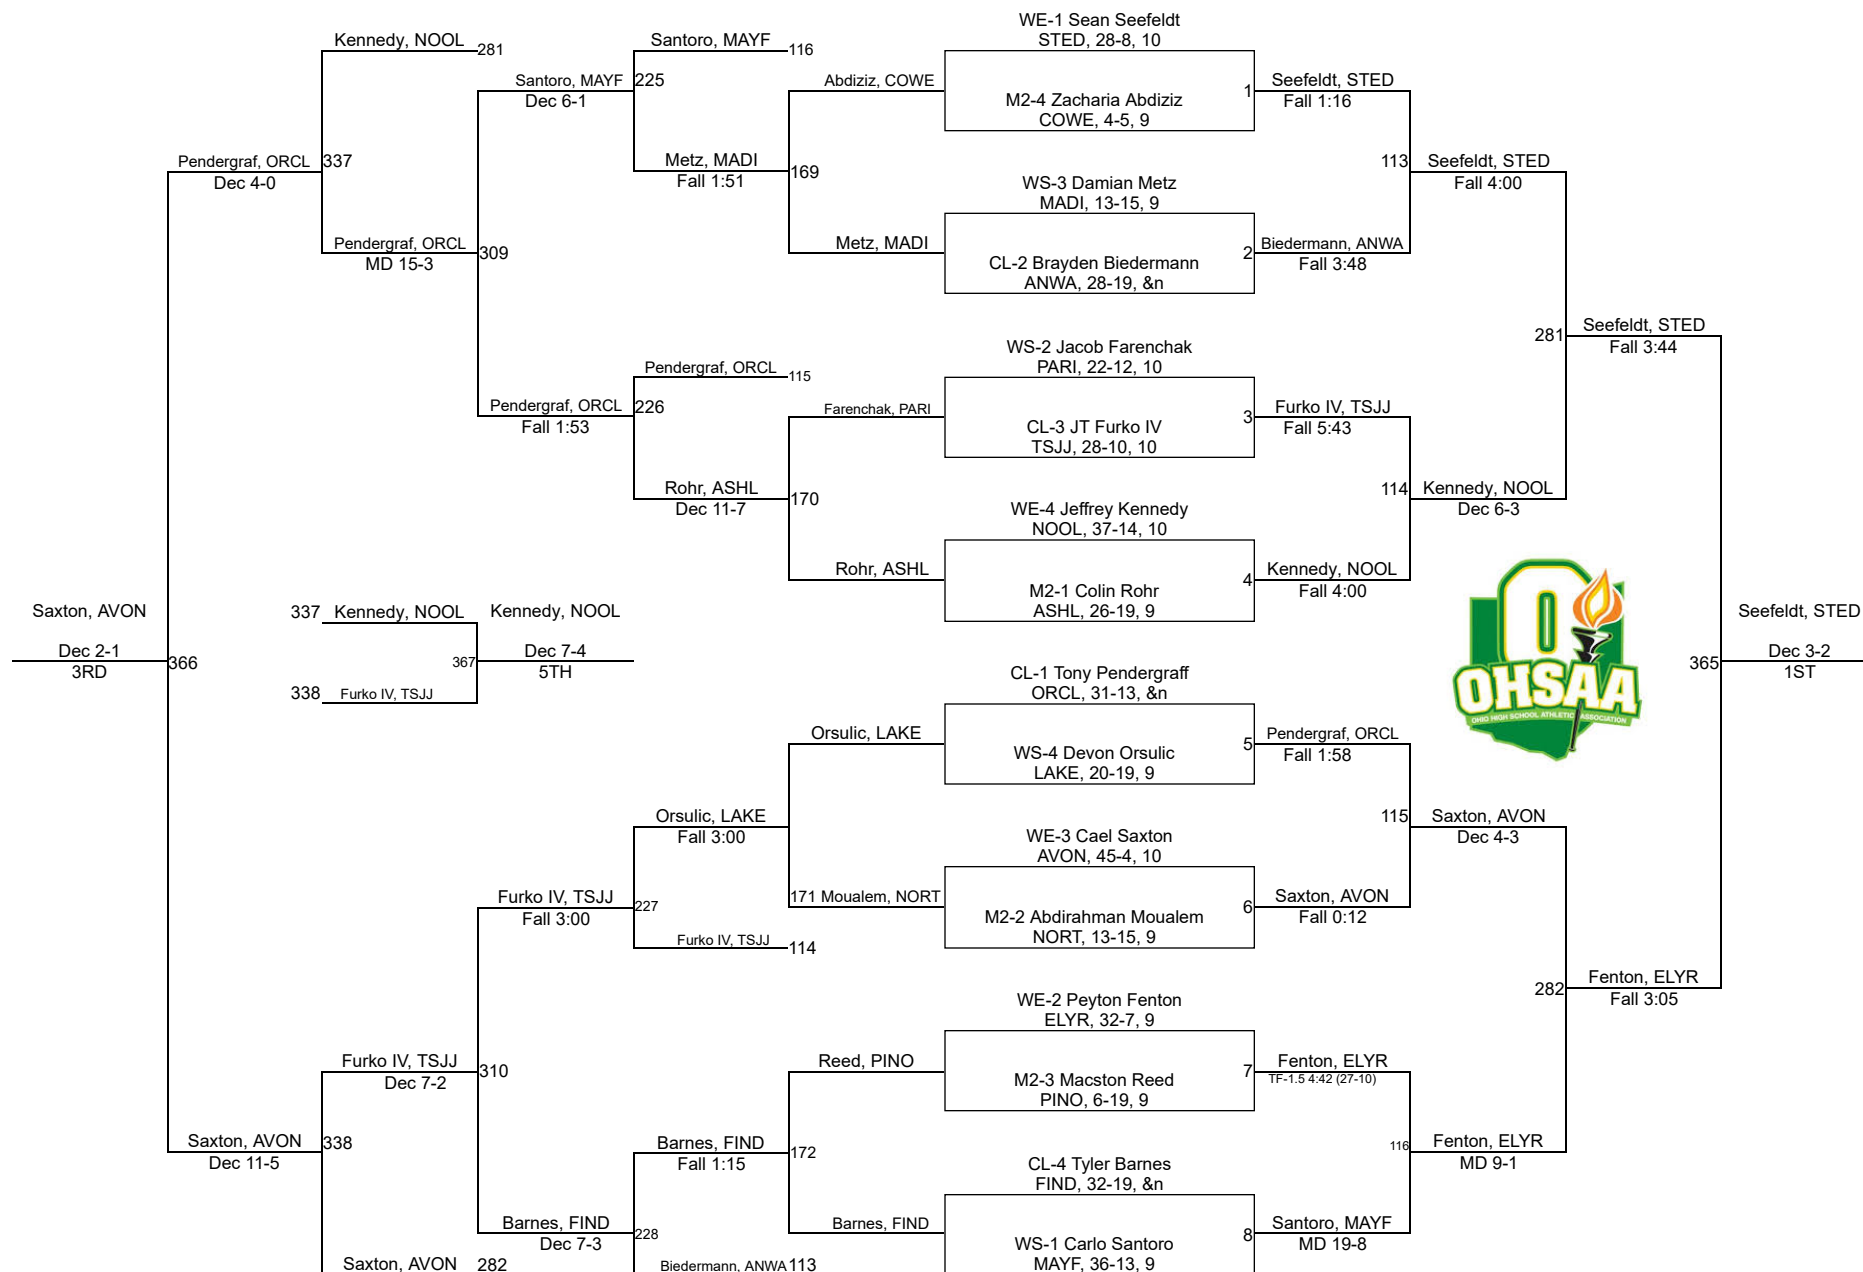 WE-1 Sean Seefeldt
Kennedy, NOOL 281 Santoro, MAYF 116 STED, 28-8, 10
Santoro, MAYF 225 Abdiziz, COWE 1 Seefeldt, STED
Dec 6-1 M2-4 Zacharia Abdiziz Fall 1:16
COWE, 4-5, 9
Pendergraf, ORCL 337 Metz, MADI 169 113 Seefeldt, STED
Dec 4-0 Fall 1:51 WS-3 Damian Metz Fall 4:00
MADI, 13-15, 9
Pendergraf, ORCL 309 Metz, MADI 2 Biedermann, ANWA
MD 15-3 CL-2 Brayden Biedermann Fall 3:48
ANWA, 28-19, &n
281 Seefeldt, STED
WS-2 Jacob Farenchak Fall 3:44
Pendergraf, ORCL 115 PARI, 22-12, 10
Pendergraf, ORCL 226 Farenchak, PARI 3 Furko IV, TSJJ
Fall 1:53 CL-3 JT Furko IV Fall 5:43
TSJJ, 28-10, 10
Rohr, ASHL 170 114 Kennedy, NOOL
Dec 11-7 WE-4 Jeffrey Kennedy Dec 6-3
NOOL, 37-14, 10
Rohr, ASHL 4 Kennedy, NOOL
M2-1 Colin Rohr Fall 4:00
ASHL, 26-19, 9
O
OHSAA
OHIO HIGH SCHOOL ATHLETIC ASSOCIATION
Saxton, AVON 337 Kennedy, NOOL Kennedy, NOOL Seefeldt, STED
Dec 2-1 366 367 Dec 7-4 365 Dec 3-2
3RD 5TH CL-1 Tony Pendergraff 1ST
338 Furko IV, TSJJ ORCL, 31-13, &n
Orsulic, LAKE 5 Pendergraf, ORCL
WS-4 Devon Orsulic Fall 1:58
LAKE, 20-19, 9
Orsulic, LAKE 115 Saxton, AVON
Fall 3:00 WE-3 Cael Saxton Dec 4-3
AVON, 45-4, 10
Furko IV, TSJJ 227 171 Moualem, NORT 6 Saxton, AVON
Fall 3:00 M2-2 Abdirahman Moualem Fall 0:12
Furko IV, TSJJ 114 NORT, 13-15, 9
282 Fenton, ELYR
WE-2 Peyton Fenton Fall 3:05
ELYR, 32-7, 9
Furko IV, TSJJ 310 Reed, PINO 7 Fenton, ELYR
Dec 7-2 M2-3 Macston Reed TF-1.5 4:42 (27-10)
PINO, 6-19, 9
Saxton, AVON 338 Barnes, FIND 172 116 Fenton, ELYR
Dec 11-5 Fall 1:15 CL-4 Tyler Barnes MD 9-1
FIND, 32-19, &n
Barnes, FIND 228 Barnes, FIND 8 Santoro, MAYF
Dec 7-3 WS-1 Carlo Santoro MD 19-8
Saxton, AVON 282 Biedermann, ANWA 113 MAYF, 36-13, 9